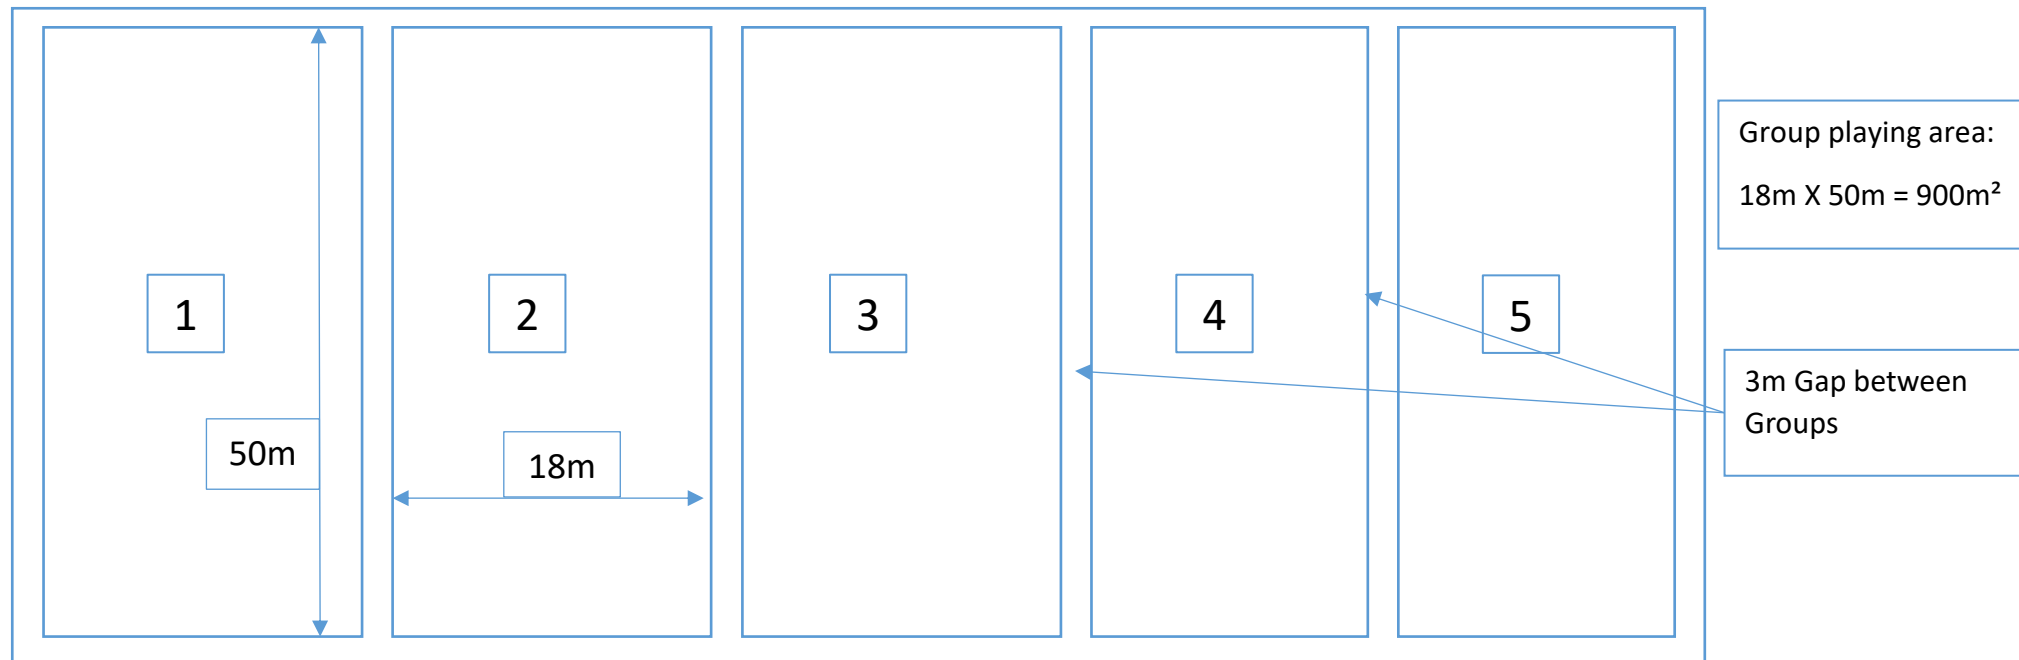 Group playing area:
18m X 50m = 900m²
1
2
3
4
5
3m Gap between
Groups
50m
18m